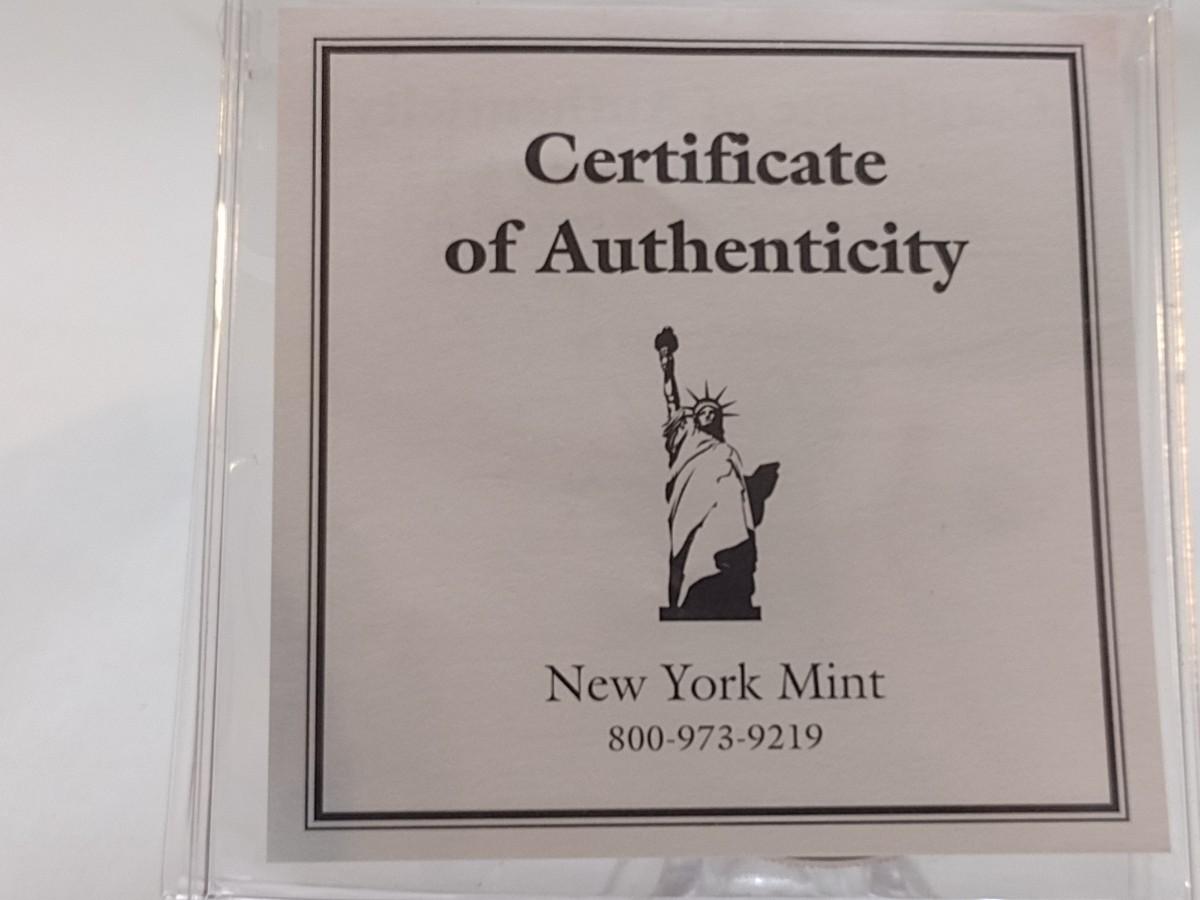 Certificate
of Authenticity
New York Mint
800-973-9219